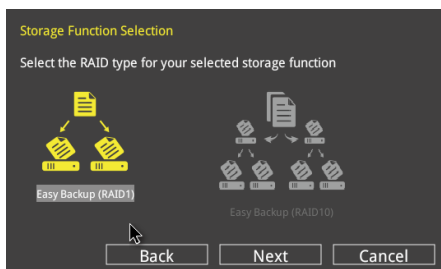 Storage Function Selection
Select the RAID type for your selected storage function
Easy Backup (RAID1)
Easy Backup (RAID10)
Back
Next
Cancel